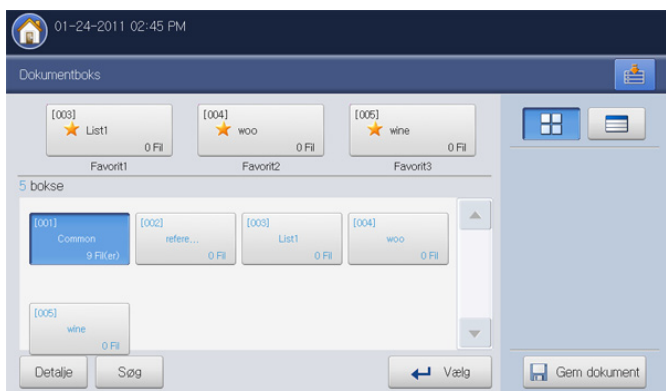 01-24-2011 02:45 PM
Dokumentboks
[003]
List1
0 Fil
[004]
woo
0 Fil
[005]
wine
0 Fil
Favorit1
Favorit2
Favorit3
5 bokse
[001]
Common
9 Fil(er)
[002]
refere...
0 Fil
[003]
List1
0 Fil
[004]
woo
0 Fil
[005]
wine
0 Fil
Detalje
Søg
Vælg
Gem dokument